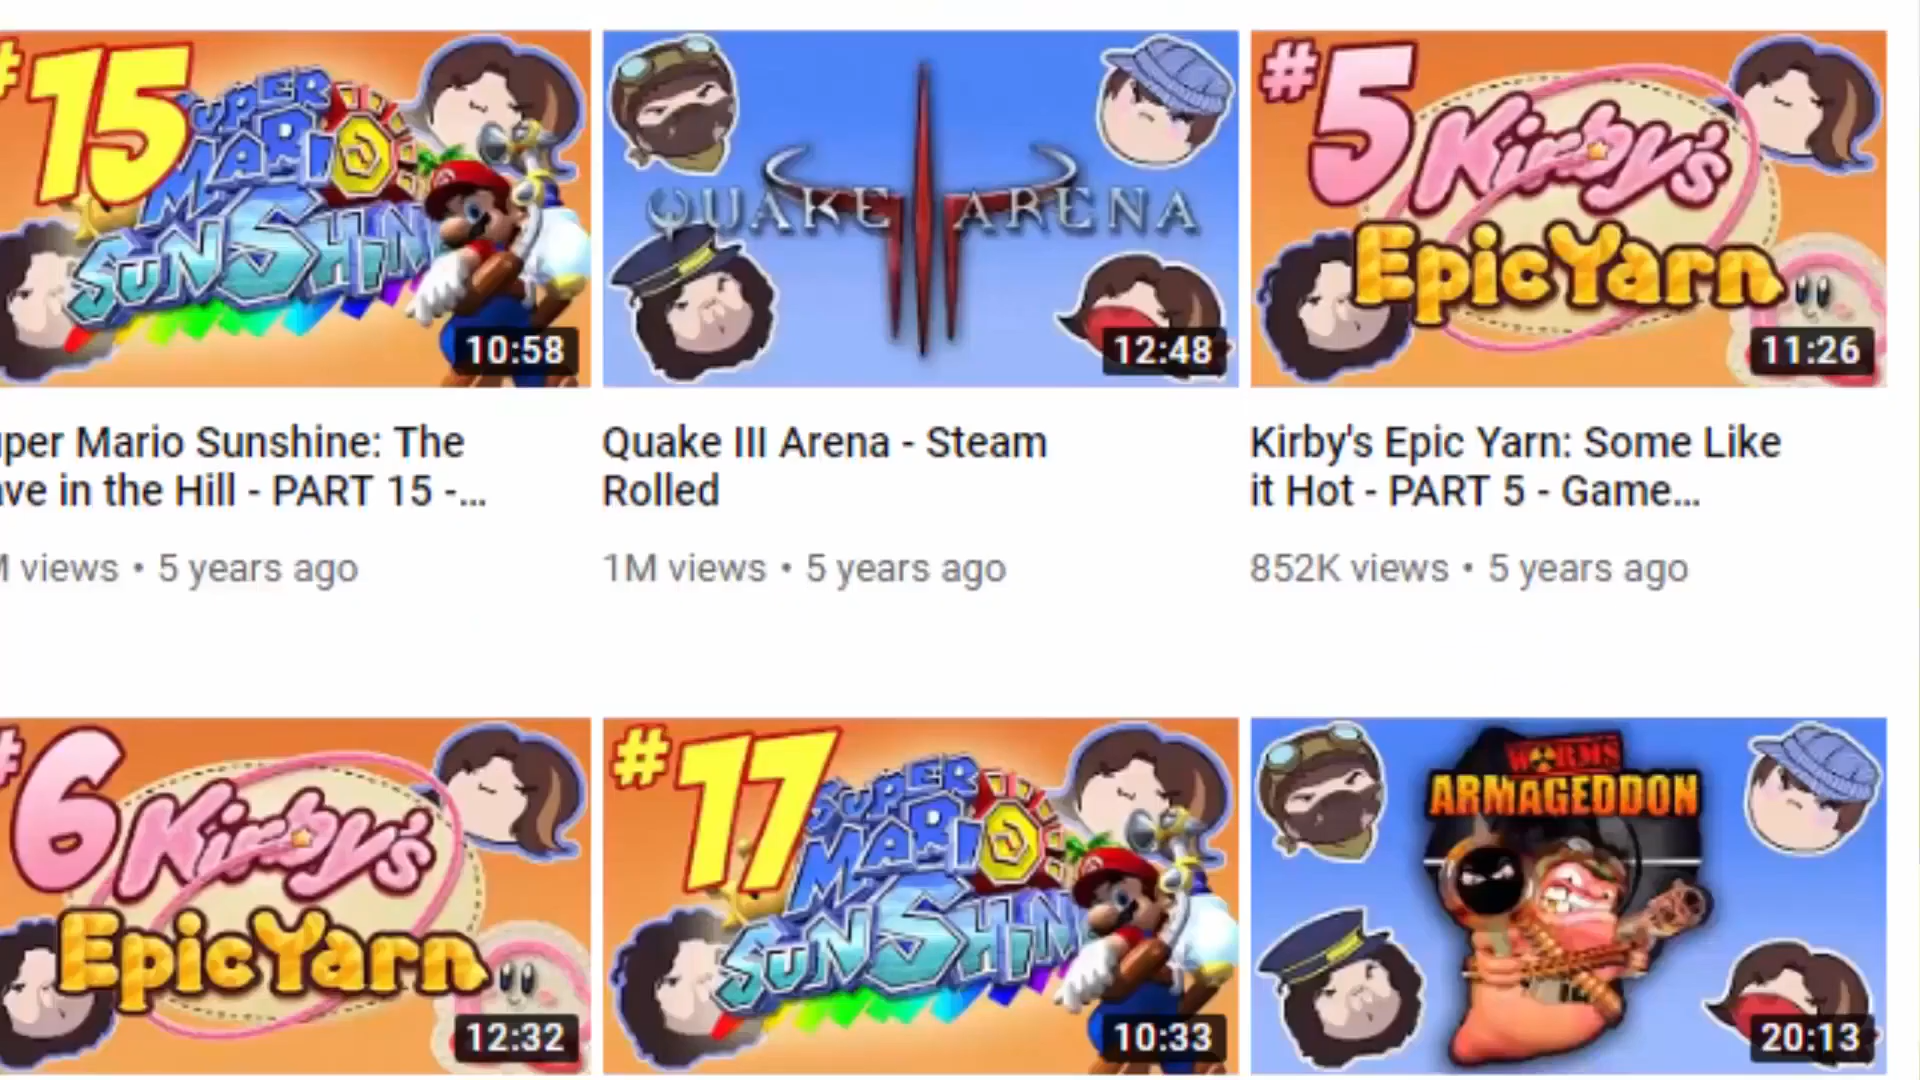 #15
SUPER
MARIO
SUNSHIN
10:58
QUAKE ARENA
12:48
#5
Kirby's
Epic Yarn
11:26
per Mario Sunshine: The
ve in the Hill - PART 15 -...
M views • 5 years ago
Quake III Arena - Steam
Rolled
1M views • 5 years ago
Kirby's Epic Yarn: Some Like
it Hot - PART 5 - Game...
852K views • 5 years ago
#6
Kirby's
Epic Yarn
12:32
#17
SUPER
MARIO
SUNSHIN
10:33
WORMS
ARMAGEDDON
20:13